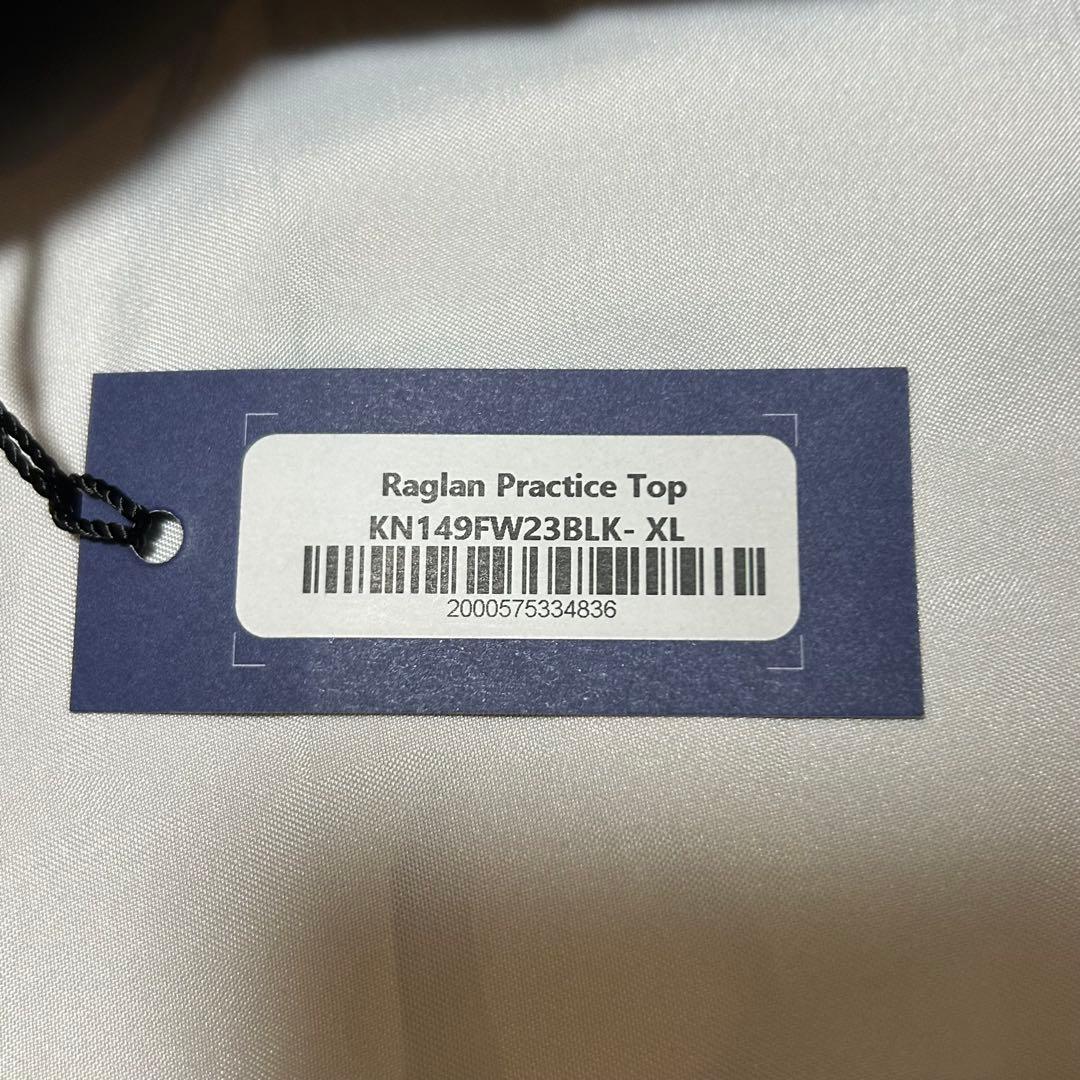 Raglan Practice Top
KN149FW23BLK- XL
2000575334836